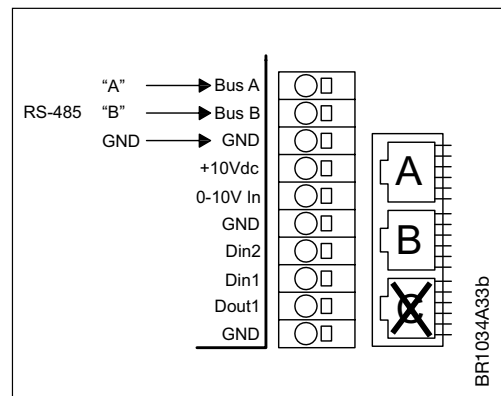 "A" Bus A
RS-485 "B" Bus B
GND GND
+10Vdc
0-10V In
GND
Din2
Din1
Dout1
GND
A
B
C
BR1034A33b